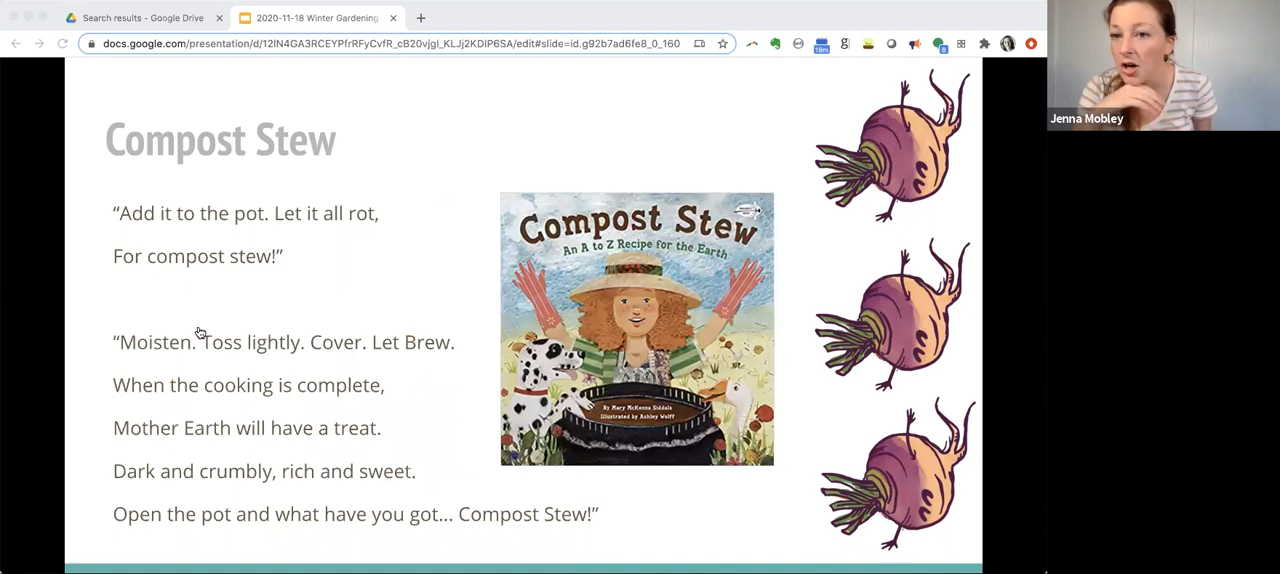 Search results - Google Drive
2020-11-18 Winter Gardening
docs.google.com/presentation/d/12lN4GA3RCEYPfrRFyCvfR_cB20vjgI_KLJj2KDIP6SA/edit#slide=id.g92b7ad6fe8_0_160
18m
8
Jenna Mobley
Compost Stew
“Add it to the pot. Let it all rot,
For compost stew!”
“Moisten. Toss lightly. Cover. Let Brew.
When the cooking is complete,
Mother Earth will have a treat.
Dark and crumbly, rich and sweet.
Open the pot and what have you got... Compost Stew!”
Compost Stew
An A to Z Recipe for the Earth
By Mary McKenna Siddals
Illustrated by Ashley Wolff